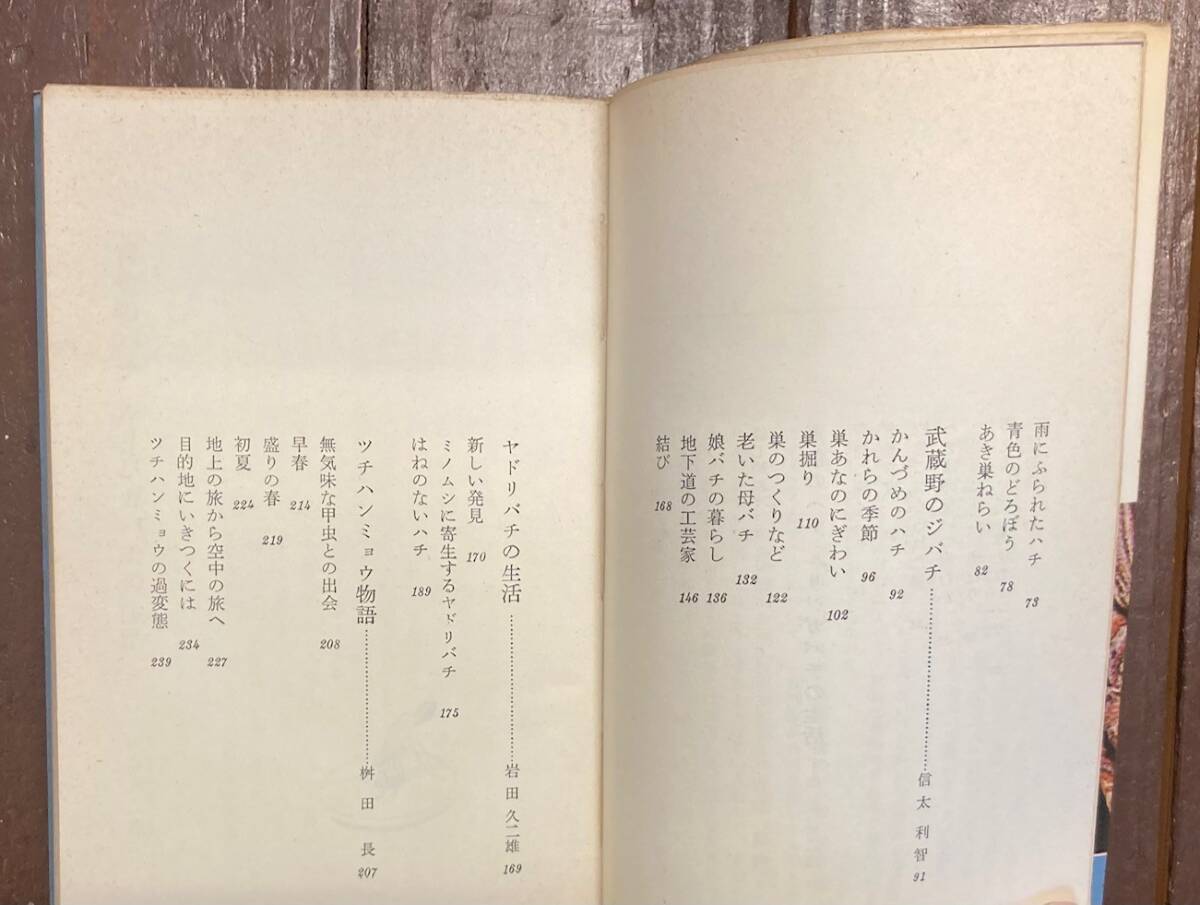 雨にふられたハチ 73
青色のどろぼう 78
あき巣ねらい 82
武蔵野のジバチ……………………信太利智 91
かんづめのハチ 92
かれらの季節 96
巣あなのにぎわい 102
巣掘り 110
巣のつくりなど 122
老いた母バチ 132
娘バチの暮らし 136
地下道の工芸家 146
結び 168
ヤドリバチの生活……………………岩田久二雄 169
新しい発見 170
ミノムシに寄生するヤドリバチ 175
はねのないハチ 189
ツチハンミョウ物語……………………桝田長 207
無気味な甲虫との出会 208
早春 214
盛りの春 219
初夏 224
地上の旅から空中の旅へ 227
目的地にいきつくには 234
ツチハンミョウの過変態 239